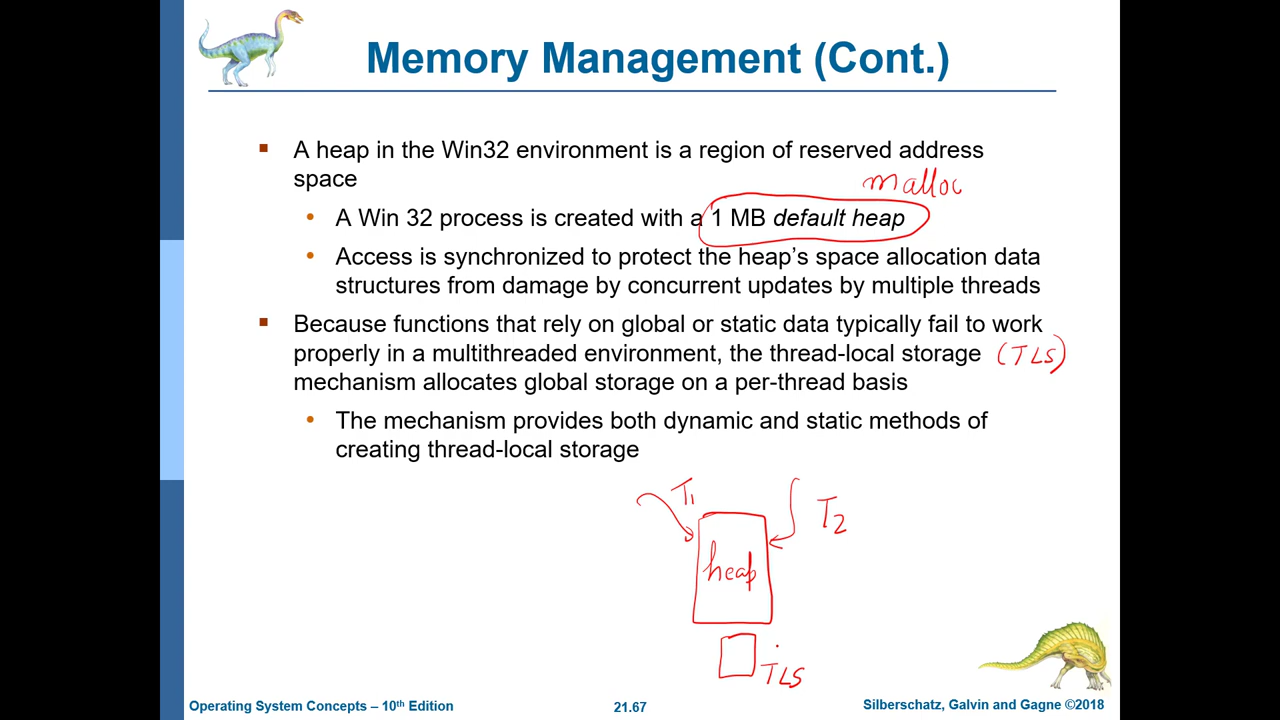 Memory Management (Cont.)
▪ A heap in the Win32 environment is a region of reserved address
space
malloc
• A Win 32 process is created with a 1 MB default heap
• Access is synchronized to protect the heap’s space allocation data
structures from damage by concurrent updates by multiple threads
▪ Because functions that rely on global or static data typically fail to work
properly in a multithreaded environment, the thread-local storage (TLS)
mechanism allocates global storage on a per-thread basis
• The mechanism provides both dynamic and static methods of
creating thread-local storage
T1
T2
heap
TLS
Operating System Concepts – 10th Edition
21.67
Silberschatz, Galvin and Gagne ©2018